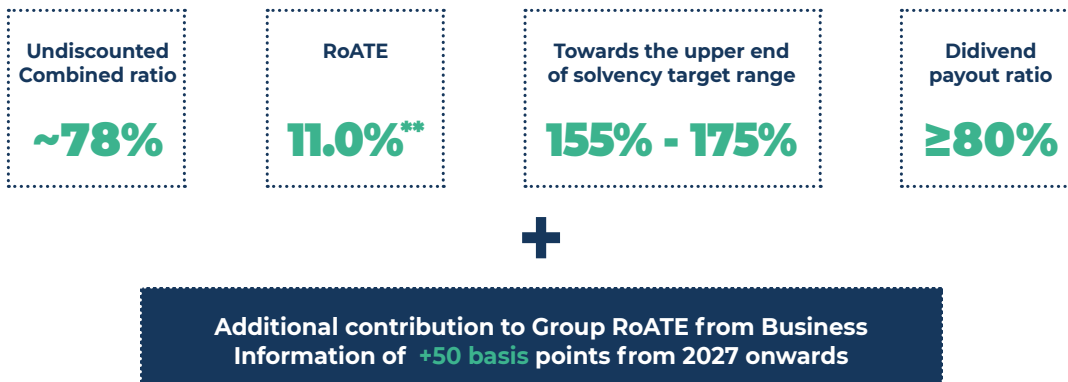 Undiscounted
Combined ratio
~78%
RoATE
11.0%**
Towards the upper end
of solvency target range
155% - 175%
Didivend
payout ratio
≥80%
+
Additional contribution to Group RoATE from Business
Information of +50 basis points from 2027 onwards